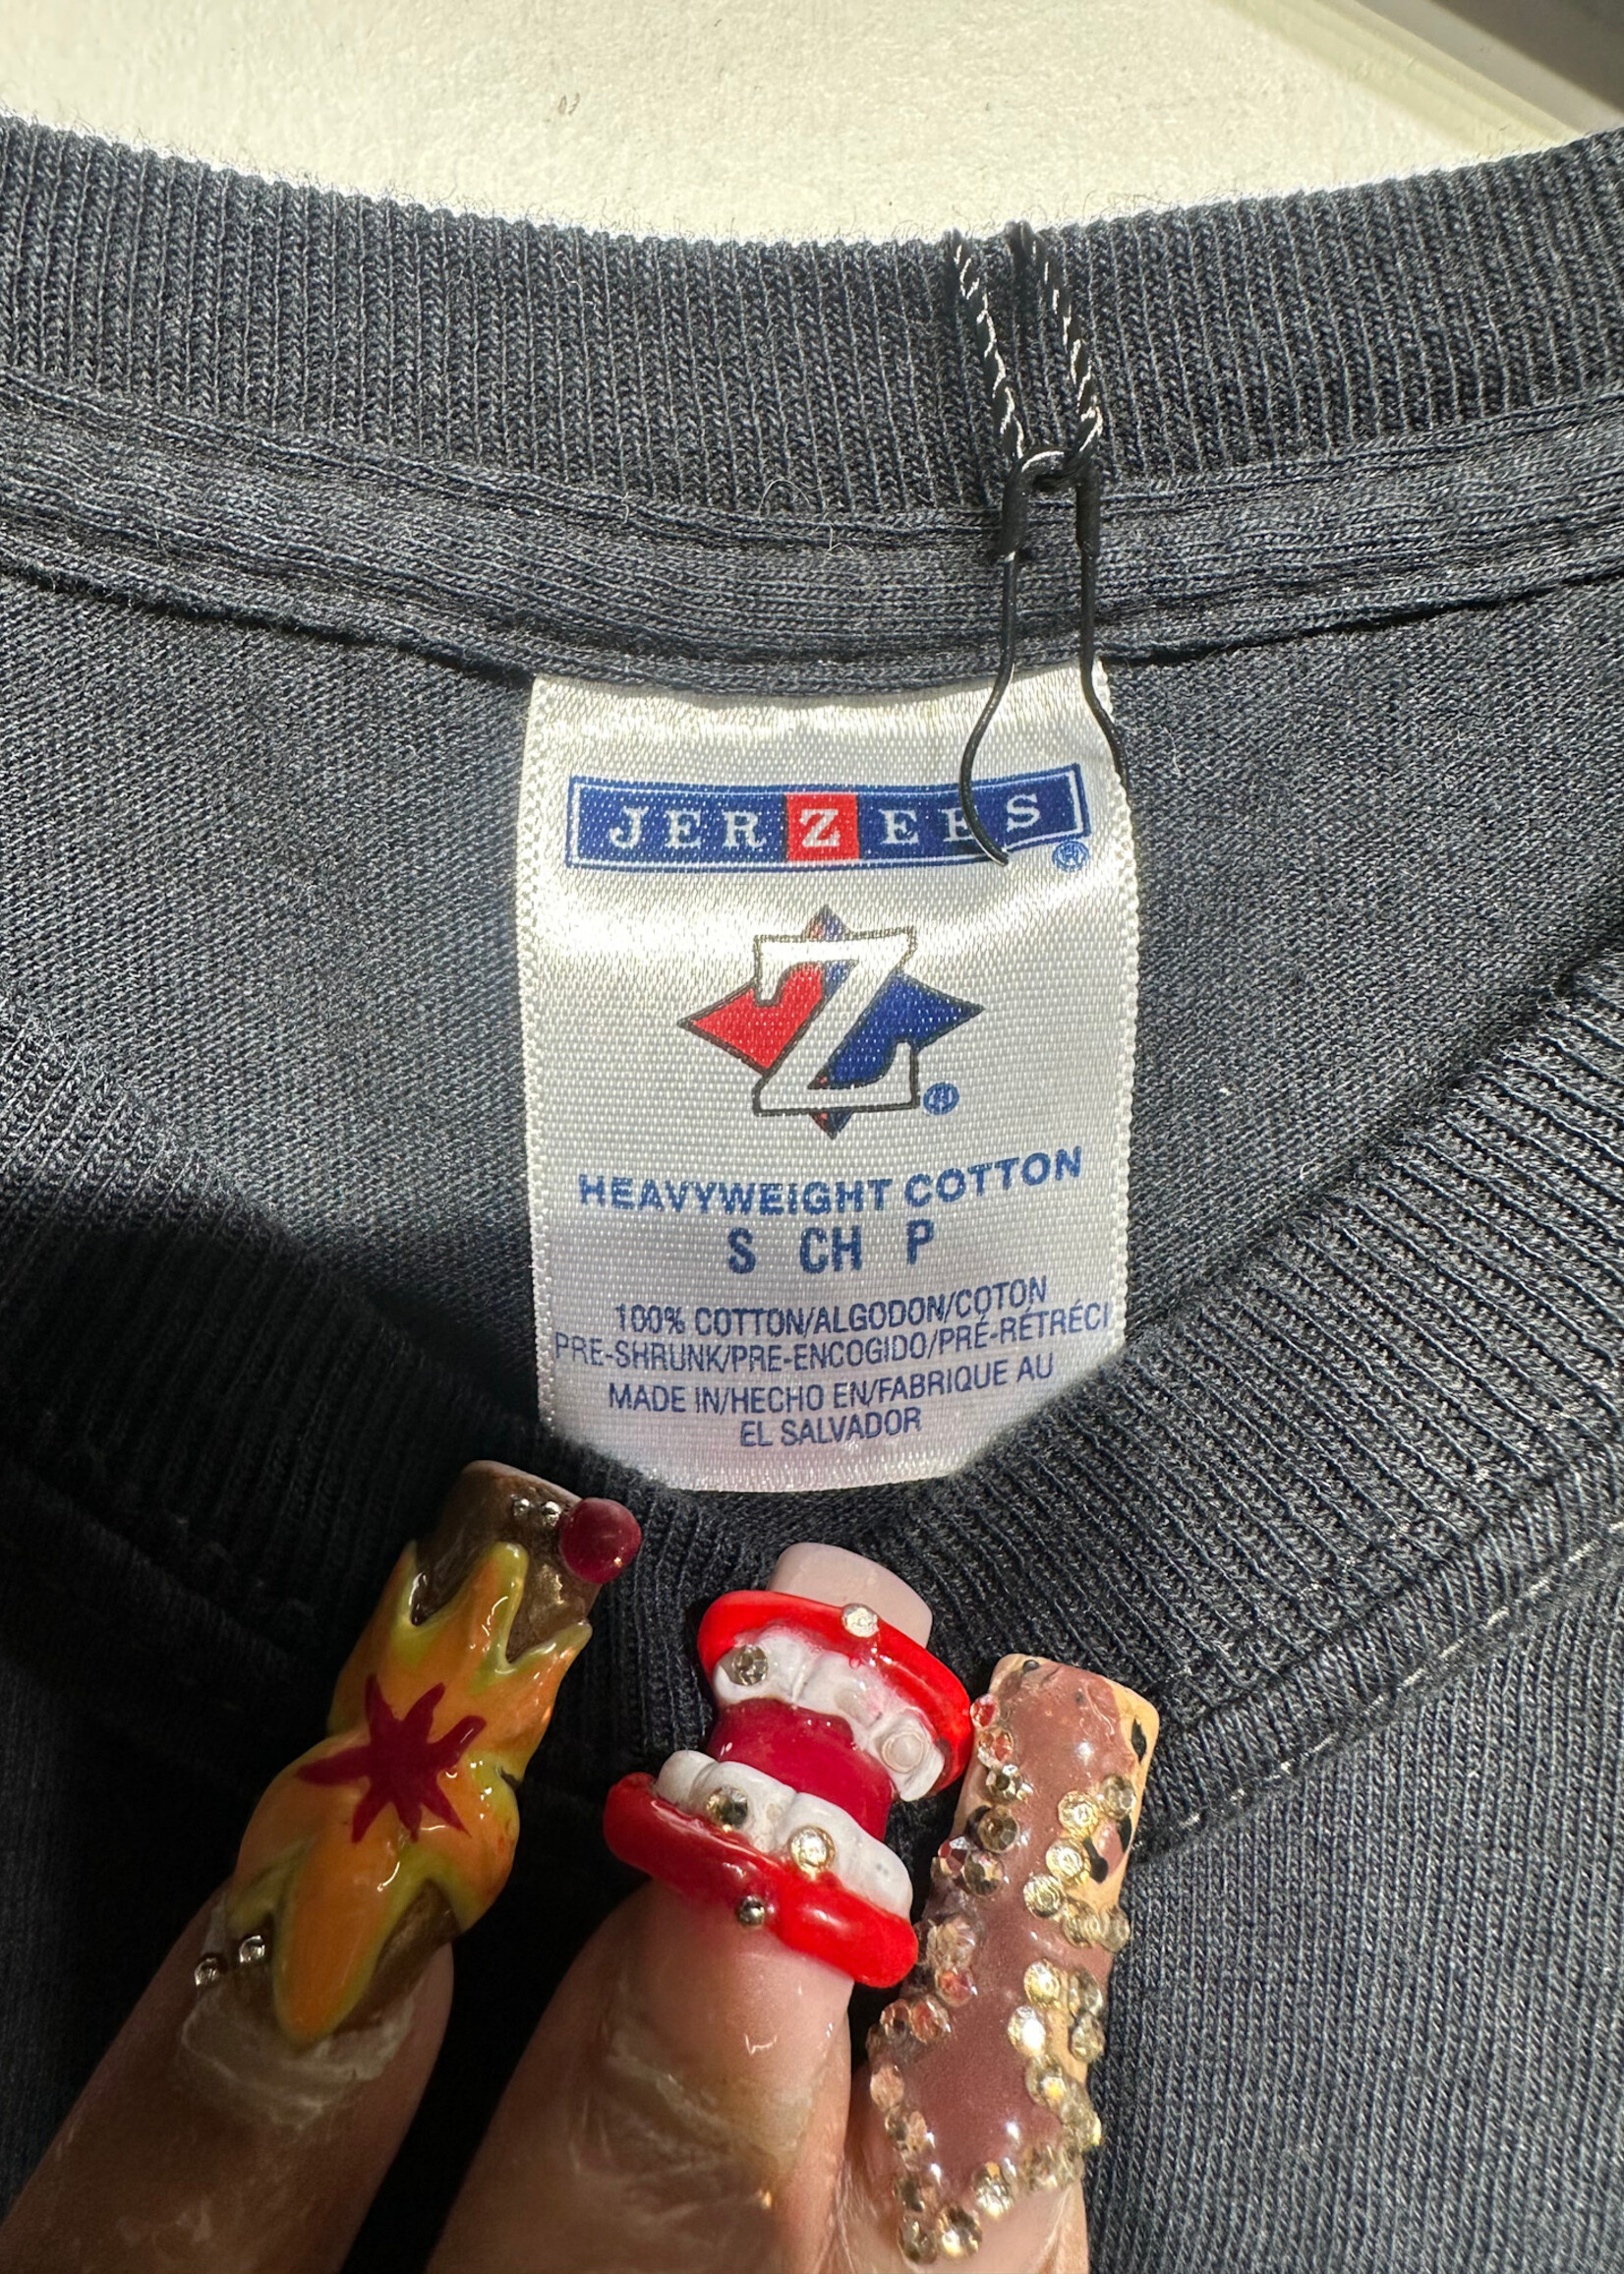 JERZEES®
Z®
HEAVYWEIGHT COTTON
S CH P
100% COTTON/ALGODON/COTON
PRE-SHRUNK/PRE-ENCOGIDO/PRÉ-RÉTRÉCI
MADE IN/HECHO EN/FABRIQUE AU
EL SALVADOR